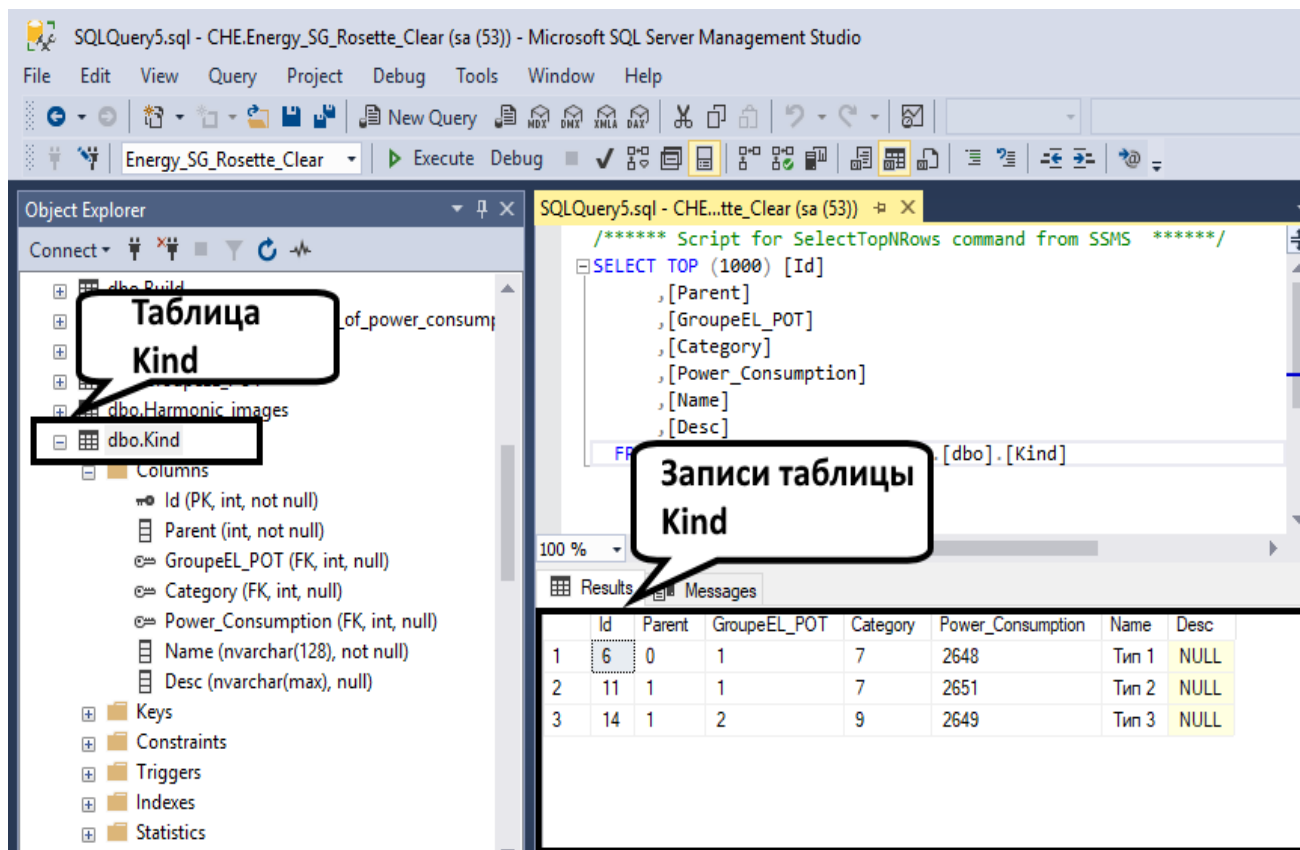 SQLQuery5.sql - CHE.Energy_SG_Rosette_Clear (sa (53)) - Microsoft SQL Server Management Studio
File Edit View Query Project Debug Tools Window Help
New Query MDX DMX XMLA DAX
Energy_SG_Rosette_Clear Execute Debug
Object Explorer
Connect
dbo.Build
_of_power_consump
dbo.Harmonic_images
dbo.Kind
Columns
Id (PK, int, not null)
Parent (int, not null)
GroupeEL_POT (FK, int, null)
Category (FK, int, null)
Power_Consumption (FK, int, null)
Name (nvarchar(128), not null)
Desc (nvarchar(max), null)
Keys
Constraints
Triggers
Indexes
Statistics
Таблица
Kind
SQLQuery5.sql - CHE...tte_Clear (sa (53))
/****** Script for SelectTopNRows command from SSMS ******/
SELECT TOP (1000) [Id]
,[Parent]
,[GroupeEL_POT]
,[Category]
,[Power_Consumption]
,[Name]
,[Desc]
.[dbo].[Kind]
Записи таблицы
Kind
100 %
Results Messages
Id Parent GroupeEL_POT Category Power_Consumption Name Desc
1 6 0 1 7 2648 Тип 1 NULL
2 11 1 1 7 2651 Тип 2 NULL
3 14 1 2 9 2649 Тип 3 NULL